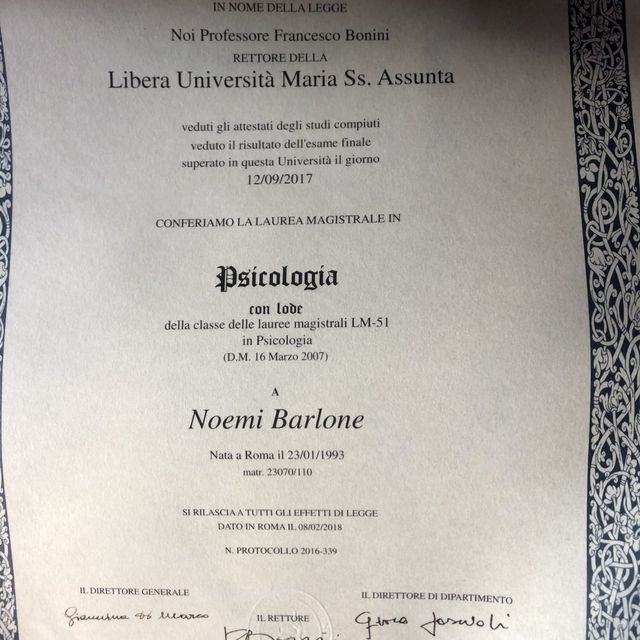 IN NOME DELLA LEGGE
Noi Professore Francesco Bonini
RETTORE DELLA
Libera Università Maria Ss. Assunta
veduti gli attestati degli studi compiuti
veduto il risultato dell'esame finale
superato in questa Università il giorno
12/09/2017
CONFERIAMO LA LAUREA MAGISTRALE IN
Psicologia
con lode
della classe delle lauree magistrali LM-51
in Psicologia
(D.M. 16 Marzo 2007)
A
Noemi Barlone
Nata a Roma il 23/01/1993
matr. 23070/110
SI RILASCIA A TUTTI GLI EFFETTI DI LEGGE
DATO IN ROMA IL 08/02/2018
N. PROTOCOLLO 2016-339
IL DIRETTORE GENERALE
IL RETTORE
IL DIRETTORE DI DIPARTIMENTO